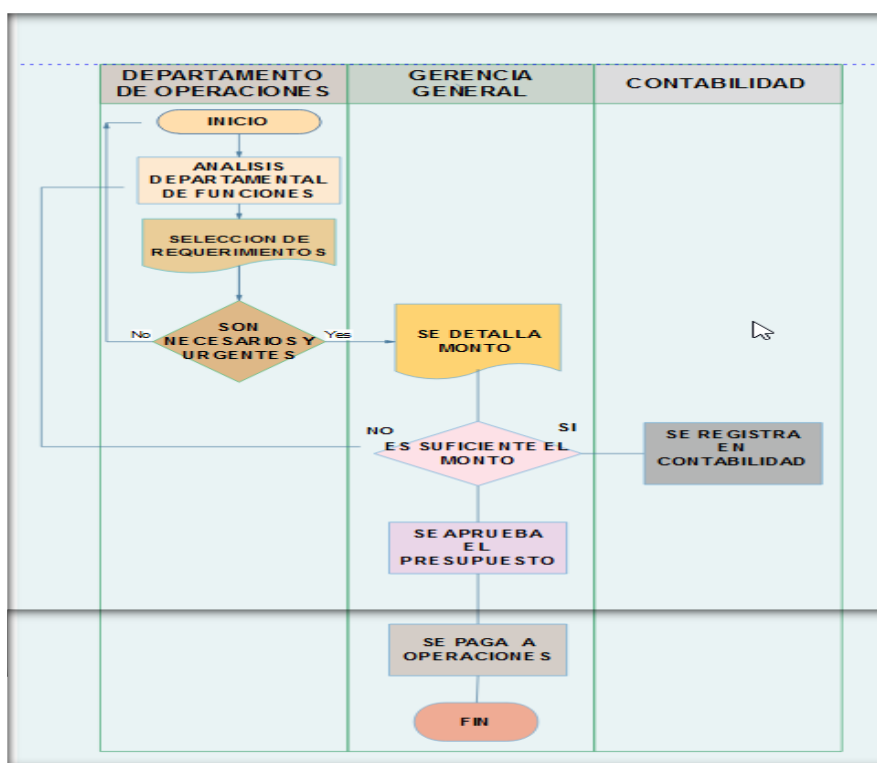 DEPARTAMENTO
DE OPERACIONES
GERENCIA
GENERAL
CONTABILIDAD
INICIO
ANALISIS
DEPARTAMENTAL
DE FUNCIONES
SELECCION DE
REQUERIMIENTOS
SON
NECESARIOS Y
URGENTES
No
Yes
SE DETALLA
MONTO
NO
SI
ES SUFICIENTE EL
MONTO
SE REGISTRA
EN
CONTABILIDAD
SE APRUEBA
EL
PRESUPUESTO
SE PAGA A
OPERACIONES
FIN